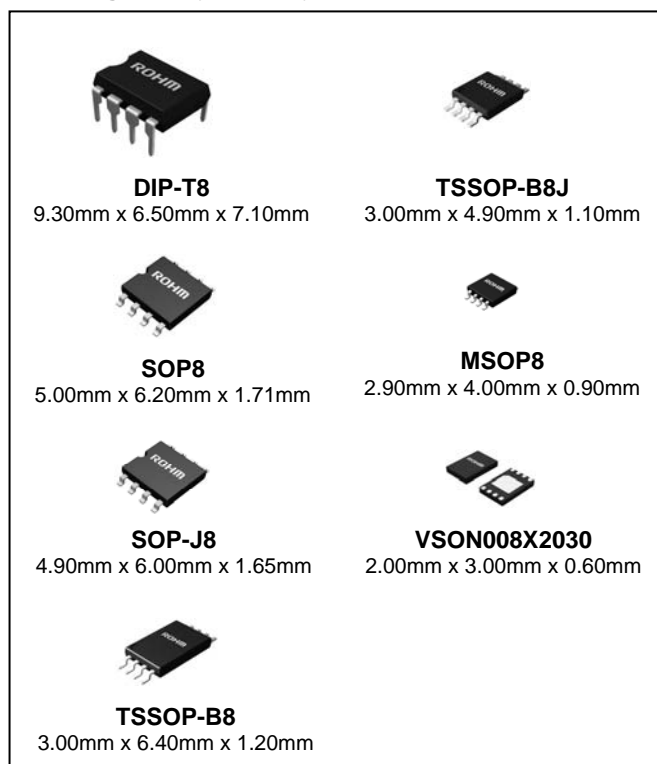 ROHM
DIP-T8
9.30mm x 6.50mm x 7.10mm
ROHM
TSSOP-B8J
3.00mm x 4.90mm x 1.10mm
ROHM
SOP8
5.00mm x 6.20mm x 1.71mm
ROHM
MSOP8
2.90mm x 4.00mm x 0.90mm
ROHM
SOP-J8
4.90mm x 6.00mm x 1.65mm
ROHM
VSON008X2030
2.00mm x 3.00mm x 0.60mm
ROHM
TSSOP-B8
3.00mm x 6.40mm x 1.20mm